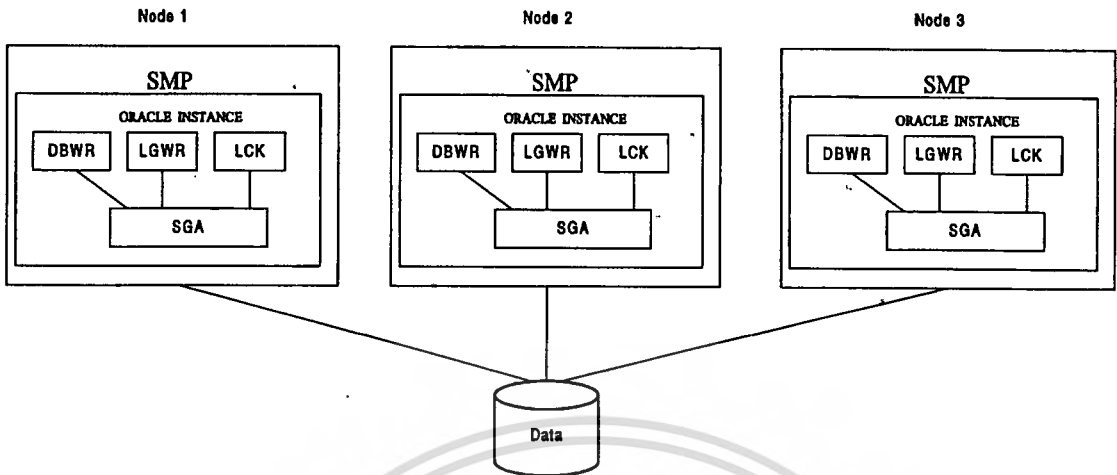 Node 1
Node 2
Node 3
SMP
SMP
SMP
ORACLE INSTANCE
ORACLE INSTANCE
ORACLE INSTANCE
DBWR LGWR LCK
DBWR LGWR LCK
DBWR LGWR LCK
SGA
SGA
SGA
Data